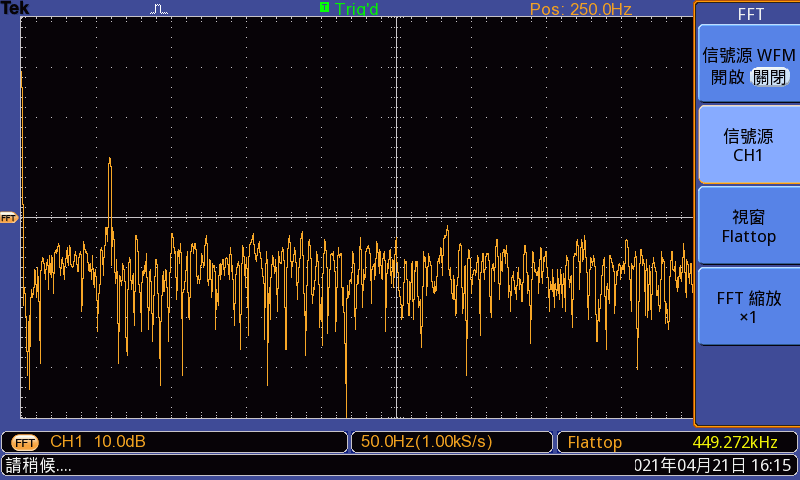 Tek
T Trig'd
Pos: 250.0Hz
FFT
信號源 WFM
開啟 關閉
信號源
CH1
視窗
Flattop
FFT 縮放
×1
FFT
FFT CH1 10.0dB
50.0Hz(1.00kS/s)
Flattop
449.272kHz
請稍候....
021年04月21日 16:15